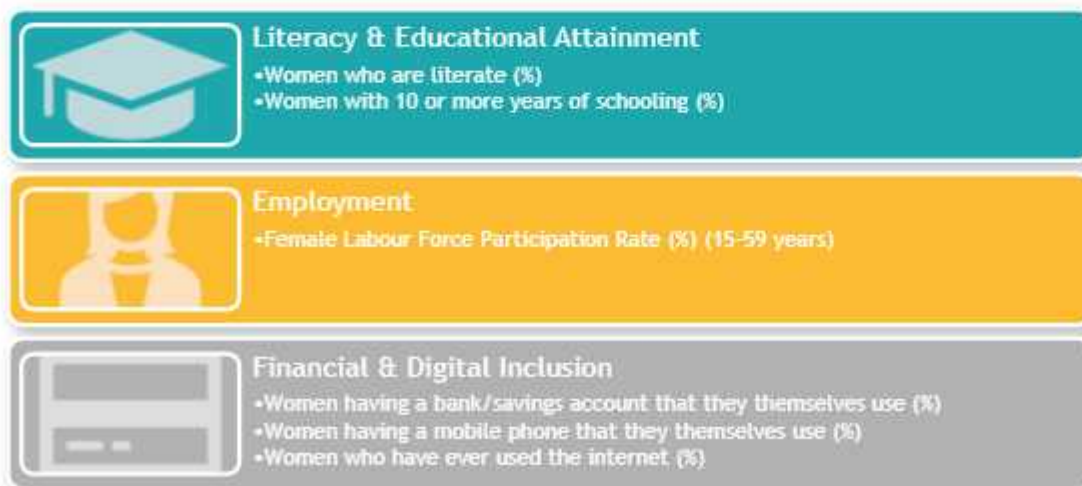 Literacy & Educational Attainment
•Women who are literate (%)
•Women with 10 or more years of schooling (%)
Employment
•Female Labour Force Participation Rate (%) (15-59 years)
Financial & Digital Inclusion
•Women having a bank/savings account that they themselves use (%)
•Women having a mobile phone that they themselves use (%)
•Women who have ever used the internet (%)